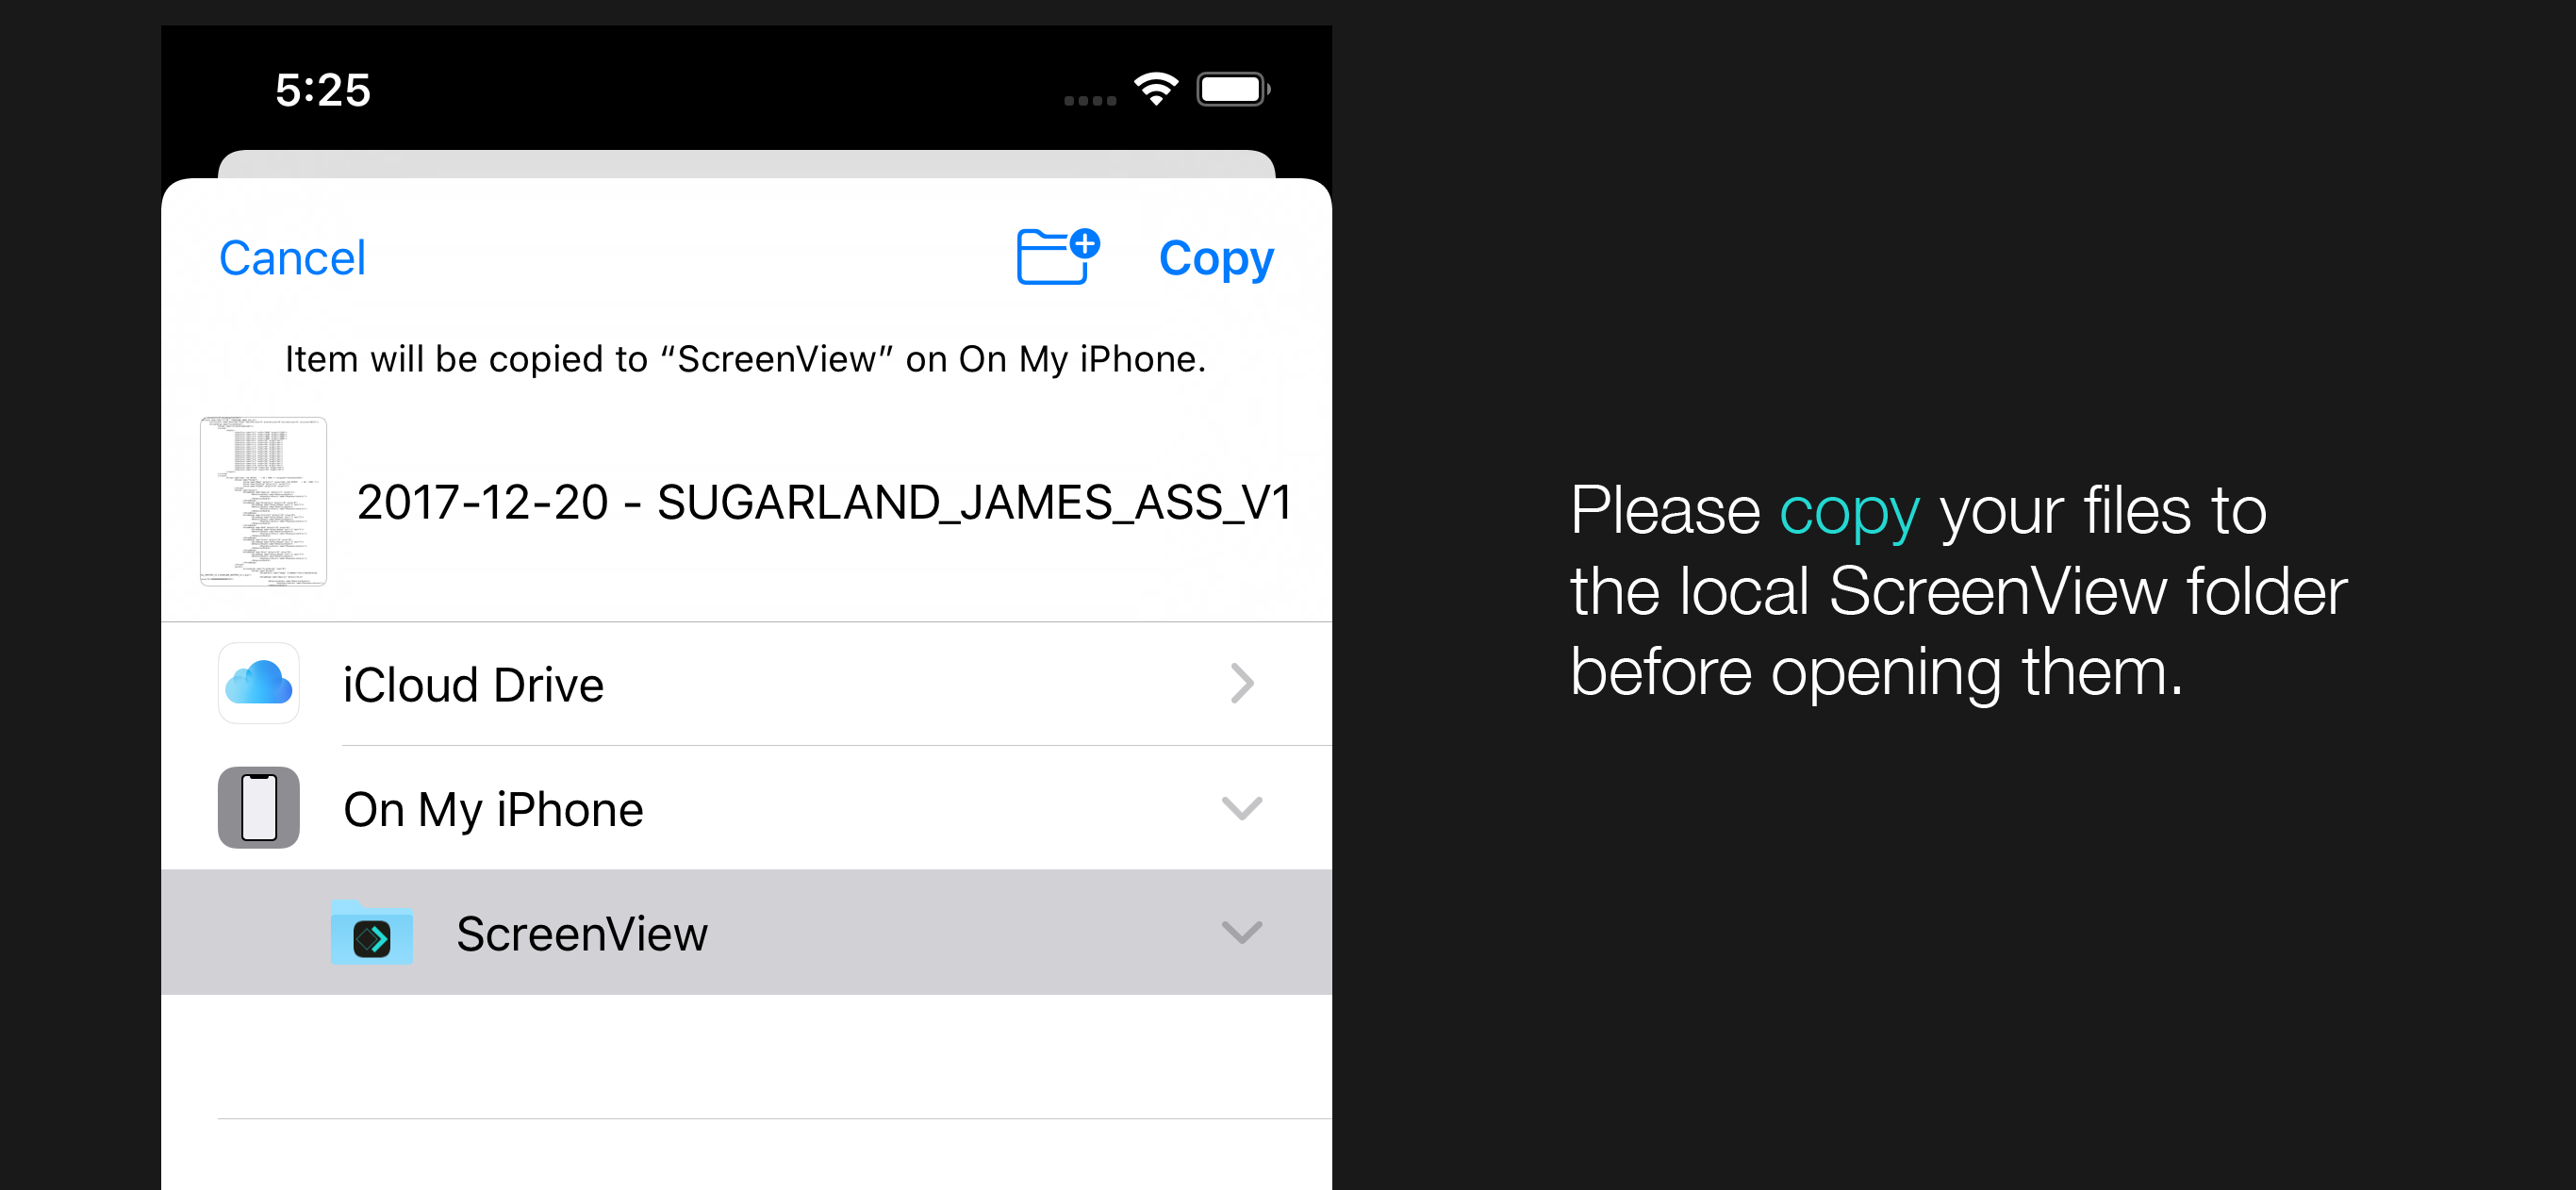 5:25
Cancel
Copy
Item will be copied to “ScreenView” on On My iPhone.
2017-12-20 - SUGARLAND_JAMES_ASS_V1
iCloud Drive
On My iPhone
ScreenView
Please copy your files to
the local ScreenView folder
before opening them.